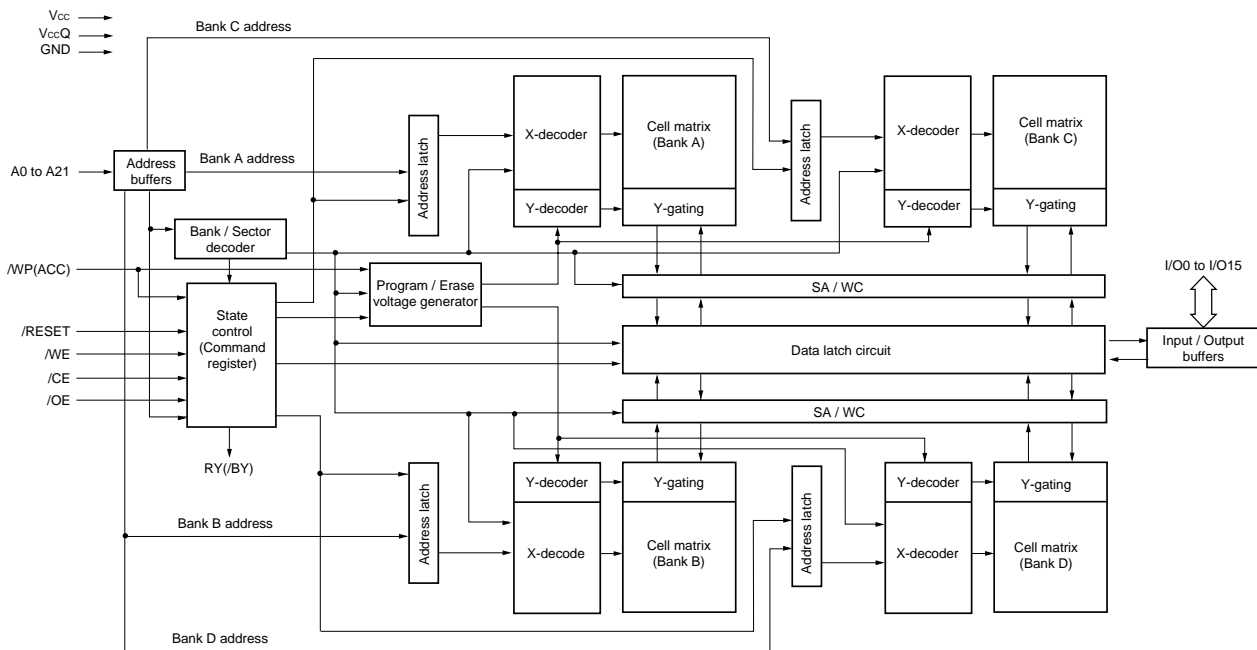 Vcc
VccQ
GND
Bank C address
A0 to A21
Address
buffers
Bank A address
Address latch
X-decoder
Y-decoder
Cell matrix
(Bank A)
Y-gating
Address latch
X-decoder
Y-decoder
Cell matrix
(Bank C)
Y-gating
Bank / Sector
decoder
/WP(ACC)
Program / Erase
voltage generator
SA / WC
I/O0 to I/O15
/RESET
/WE
/CE
/OE
State
control
(Command
register)
Data latch circuit
Input / Output
buffers
SA / WC
RY(/BY)
Bank B address
Address latch
Y-decoder
X-decode
Y-gating
Cell matrix
(Bank B)
Address latch
Y-decoder
X-decoder
Y-gating
Cell matrix
(Bank D)
Bank D address